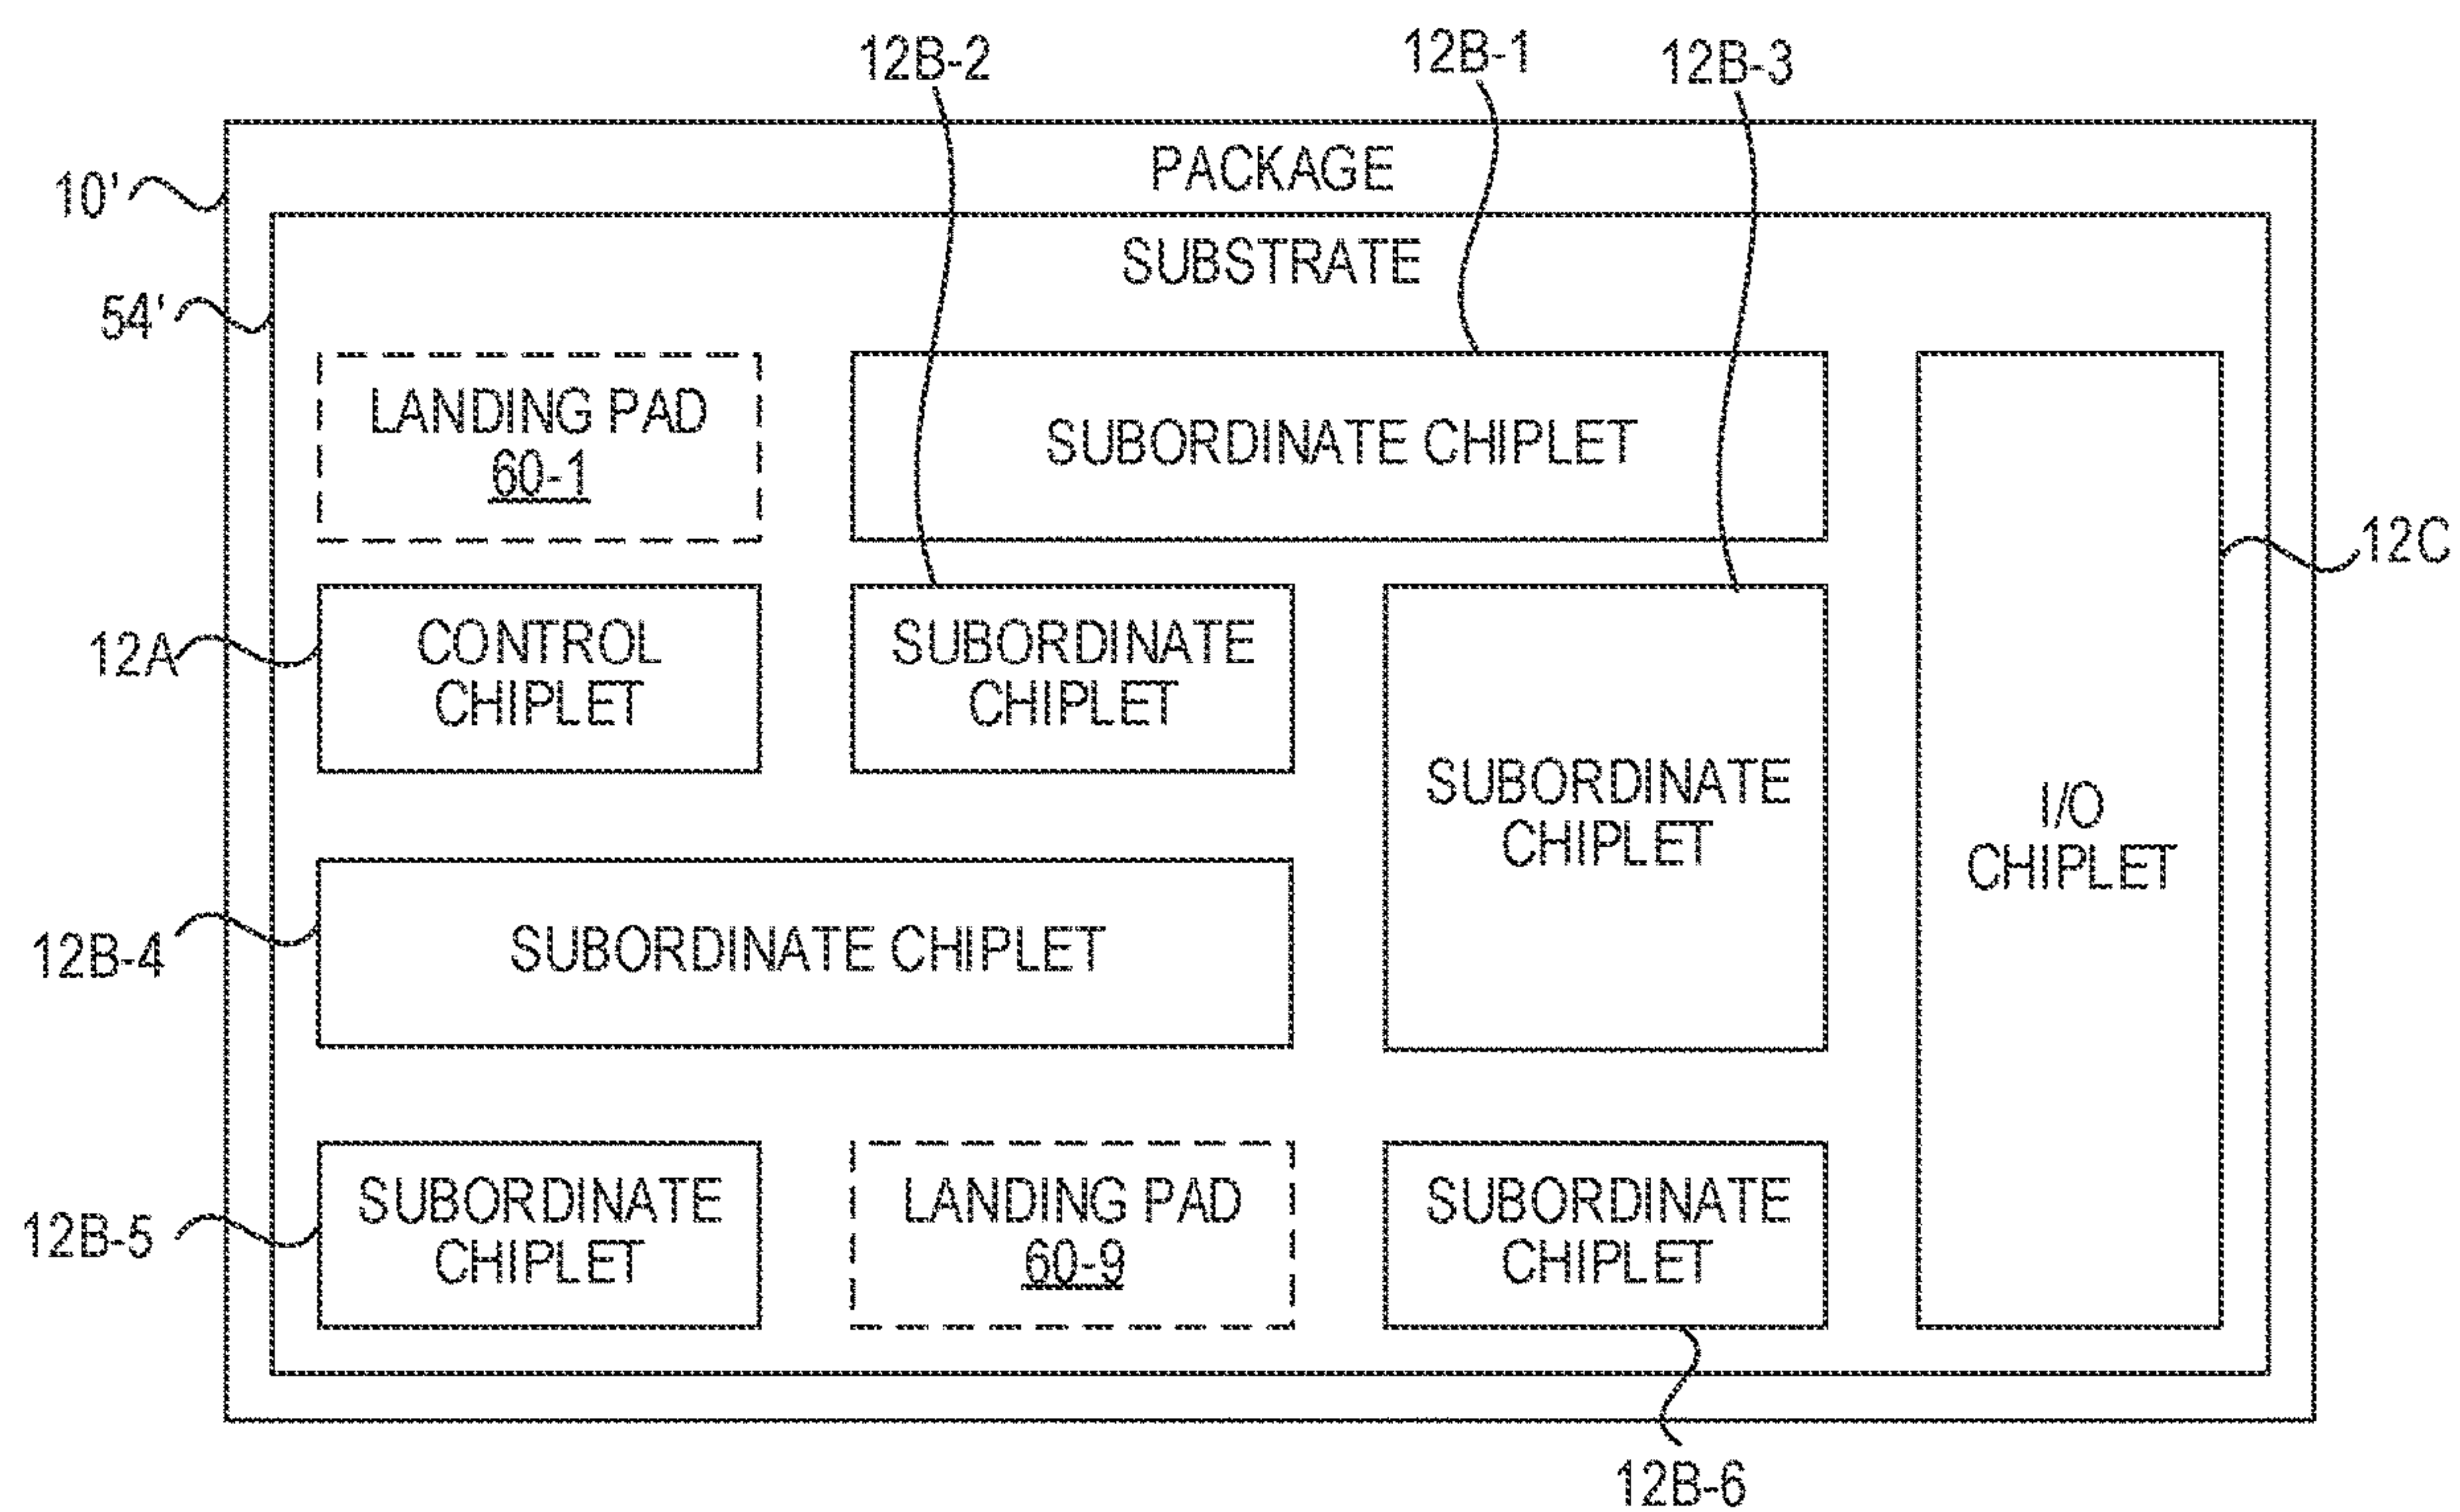 12B-2
12B-1
12B-3
10'
PACKAGE
54'
SUBSTRATE
LANDING PAD
60-1
SUBORDINATE CHIPLET
12C
12A
CONTROL
CHIPLET
SUBORDINATE
CHIPLET
SUBORDINATE
CHIPLET
I/O
CHIPLET
12B-4
SUBORDINATE CHIPLET
12B-5
SUBORDINATE
CHIPLET
LANDING PAD
60-9
SUBORDINATE
CHIPLET
12B-6